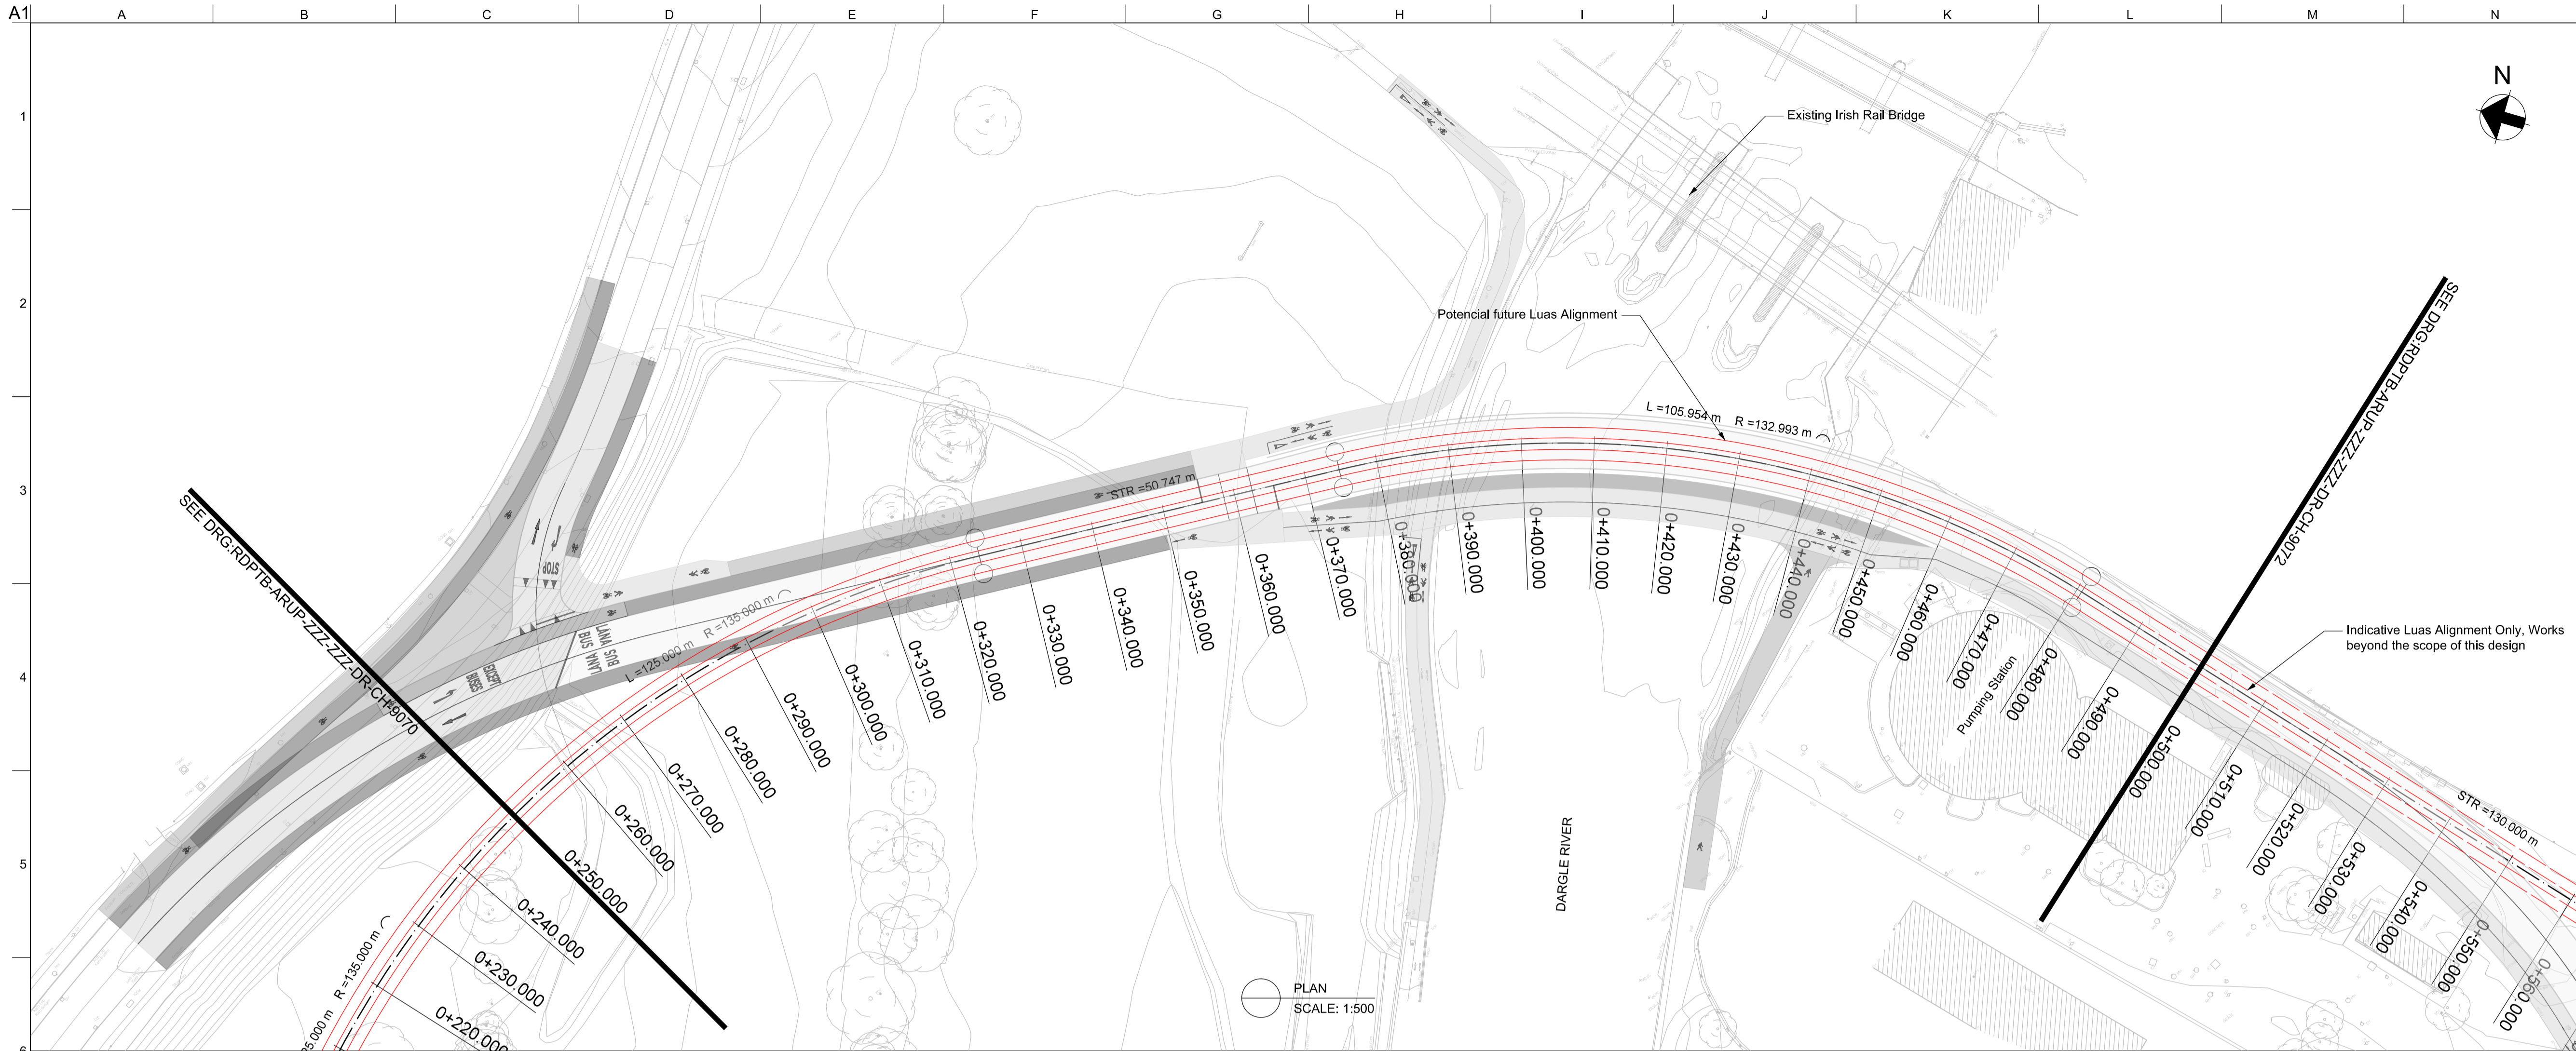 A1
A
B
C
D
E
F
G
H
I
J
K
L
M
N
1
2
3
4
5
6
N
Existing Irish Rail Bridge
Potencial future Luas Alignment
L =105.954 m
R =132.993 m
SEE DRG:RDPTB-ARUP-ZZZ-ZZZ-DR-CH-9072
SEE DRG:RDPTB-ARUP-ZZZ-ZZZ-DR-CH-9070
STR =50.747 m
STOP
LANA BUS
BUS LANA
EXCEPT
BUSES
R =135.000 m
L =125.000 m
Indicative Luas Alignment Only, Works
beyond the scope of this design
Pumping Station
DARGLE RIVER
STR =130.000 m
R =135.000 m
0+220.000
0+230.000
0+240.000
0+250.000
0+260.000
0+270.000
0+280.000
0+290.000
0+300.000
0+310.000
0+320.000
0+330.000
0+340.000
0+350.000
0+360.000
0+370.000
0+380.000
0+390.000
0+400.000
0+410.000
0+420.000
0+430.000
0+440.000
0+450.000
0+460.000
0+470.000
0+480.000
0+490.000
0+500.000
0+510.000
0+520.000
0+530.000
0+540.000
0+550.000
0+560.000
PLAN
SCALE: 1:500